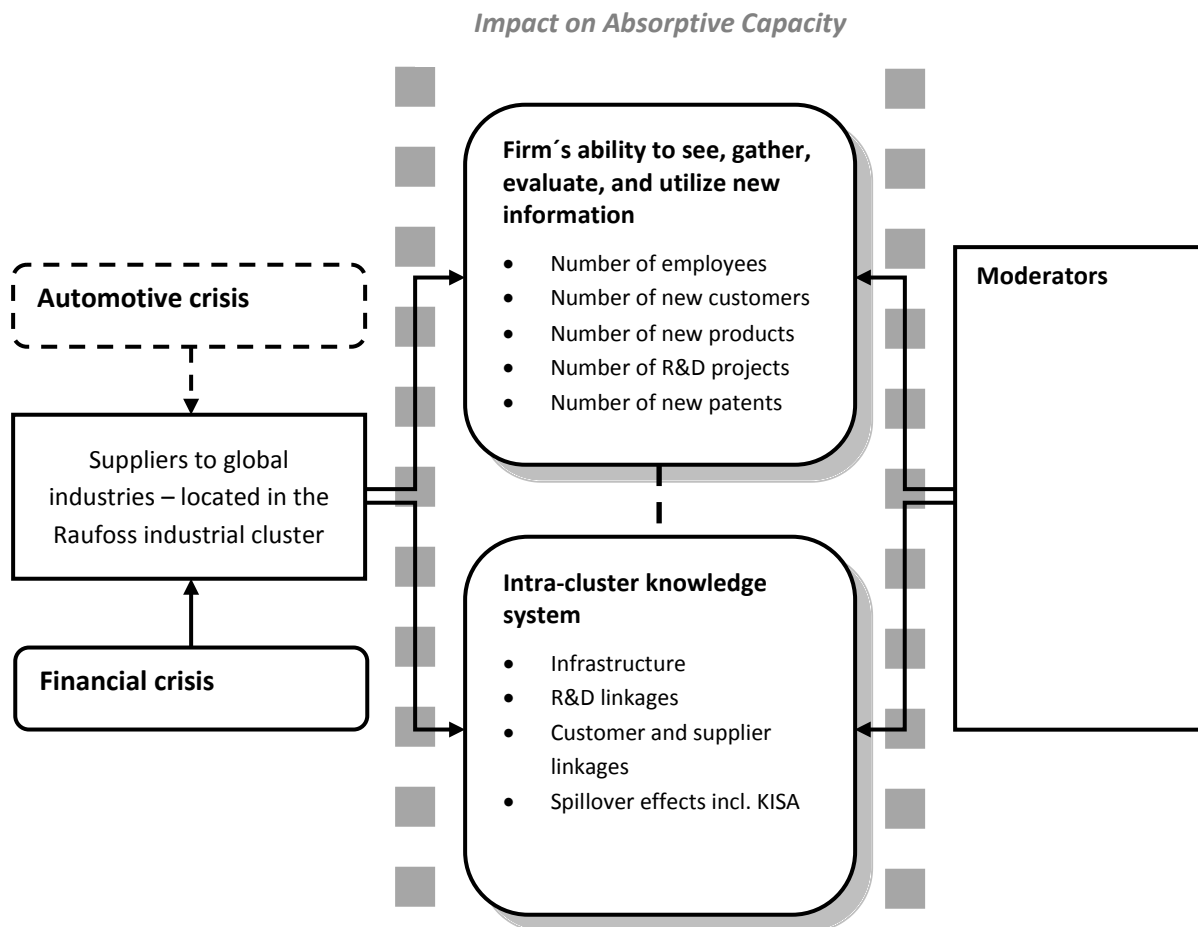 Impact on Absorptive Capacity
Automotive crisis
Suppliers to global
industries – located in the
Raufoss industrial cluster
Financial crisis
Firm´s ability to see, gather,
evaluate, and utilize new
information
• Number of employees
• Number of new customers
• Number of new products
• Number of R&D projects
• Number of new patents
Intra-cluster knowledge
system
• Infrastructure
• R&D linkages
• Customer and supplier
linkages
• Spillover effects incl. KISA
Moderators